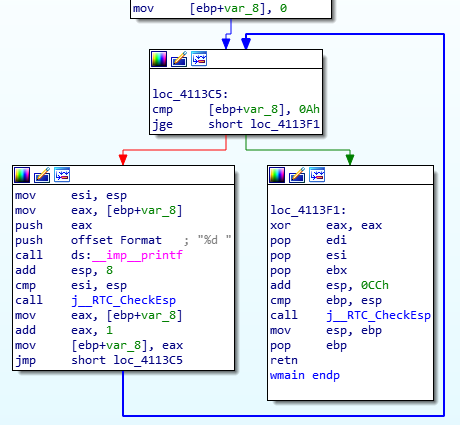 mov [ebp+var_8], 0
loc_4113C5:
cmp [ebp+var_8], 0Ah
jge short loc_4113F1
mov esi, esp
mov eax, [ebp+var_8]
push eax
push offset Format ; "%d "
call ds:__imp__printf
add esp, 8
cmp esi, esp
call j__RTC_CheckEsp
mov eax, [ebp+var_8]
add eax, 1
mov [ebp+var_8], eax
jmp short loc_4113C5
loc_4113F1:
xor eax, eax
pop edi
pop esi
pop ebx
add esp, 0CCh
cmp ebp, esp
call j__RTC_CheckEsp
mov esp, ebp
pop ebp
retn
wmain endp